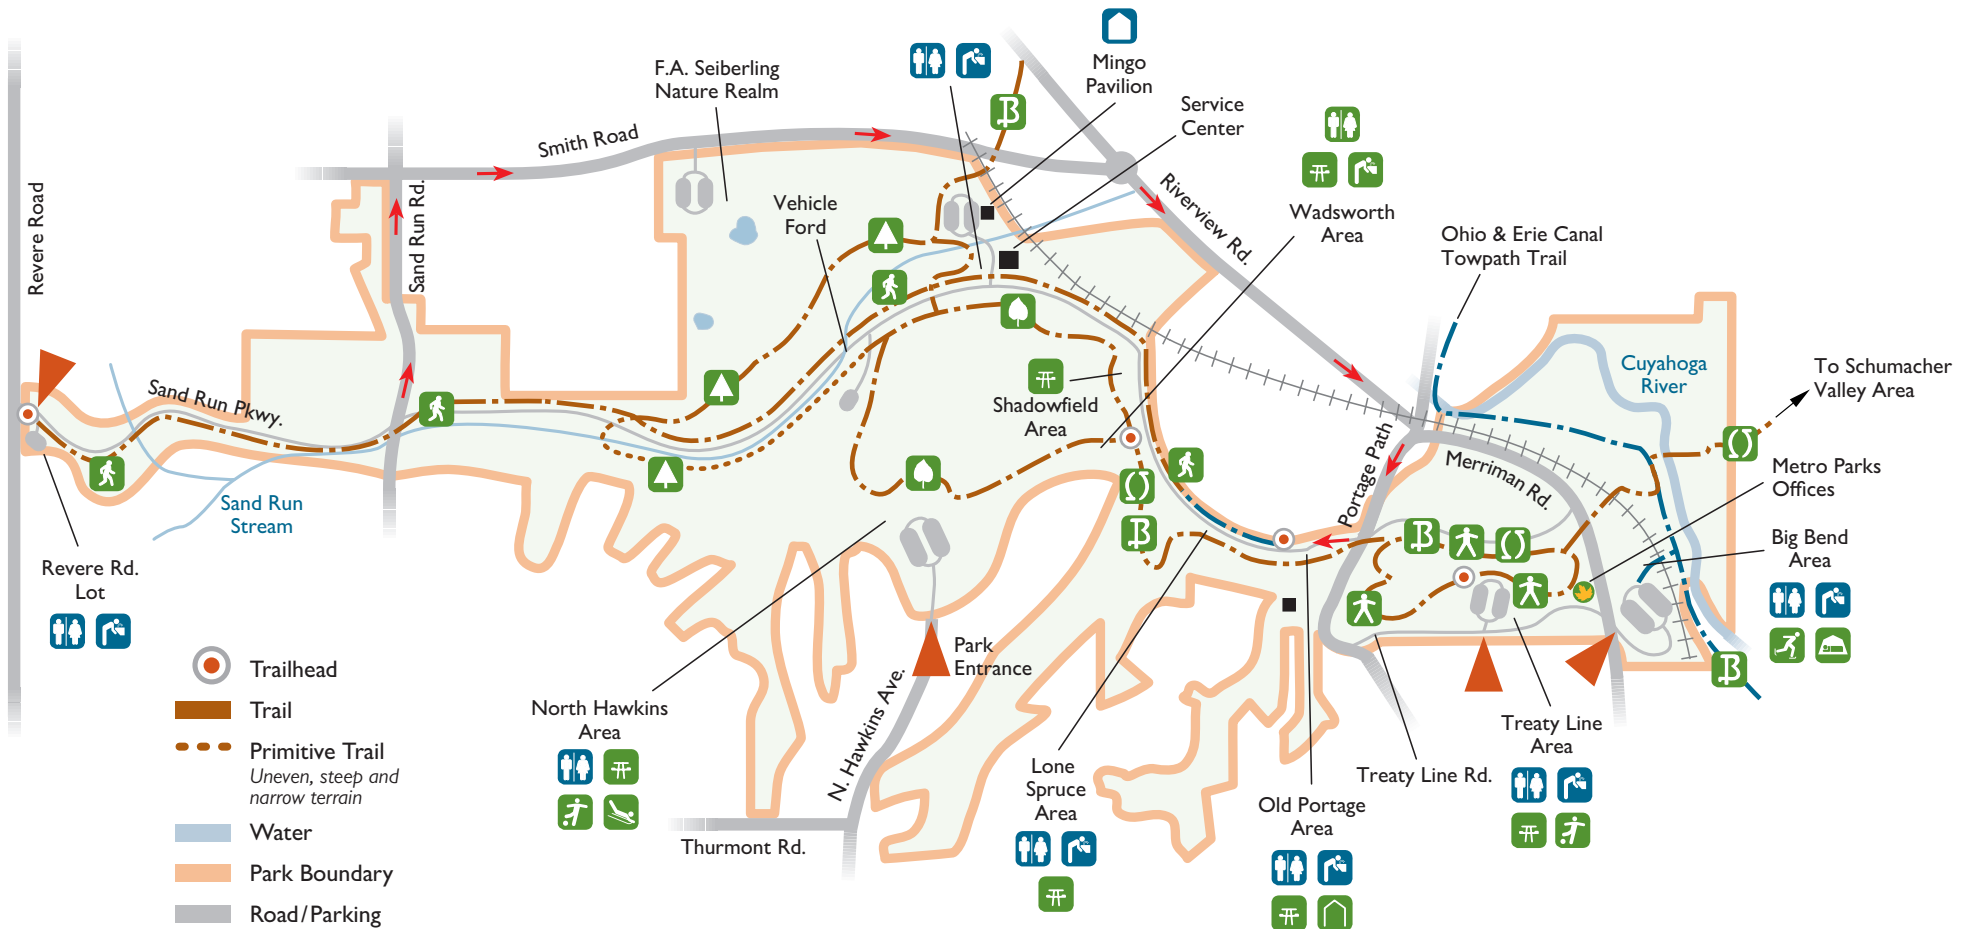 Mingo
Pavilion
F.A. Seiberling
Nature Realm
Service
Center
Smith Road
Riverview Rd.
Wadsworth
Area
Revere Road
Sand Run Rd.
Vehicle
Ford
Ohio & Erie Canal
Towpath Trail
Cuyahoga
River
To Schumacher
Valley Area
Sand Run Pkwy.
Shadowfield
Area
Portage Path
Merriman Rd.
Metro Parks
Offices
Sand Run
Stream
B
B
B
B
Big Bend
Area
Revere Rd.
Lot
Park
Entrance
N. Hawkins Ave.
North Hawkins
Area
Treaty Line
Area
Treaty Line Rd.
Lone
Spruce
Area
Old Portage
Area
Thurmont Rd.
Trailhead
Trail
Primitive Trail
Uneven, steep and
narrow terrain
Water
Park Boundary
Road/Parking